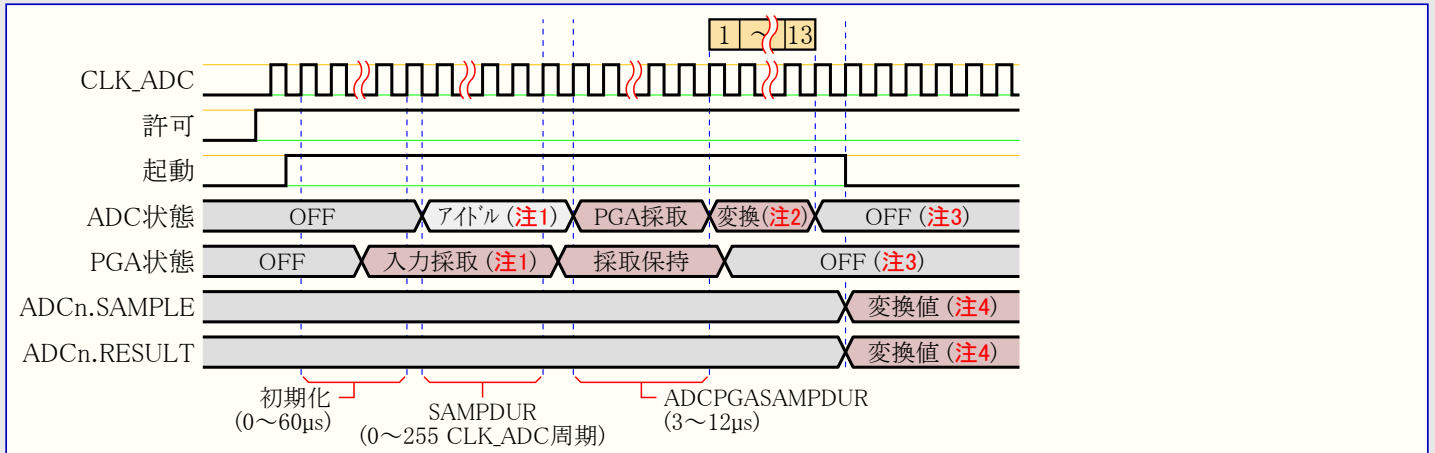 1 ～ 13
CLK_ADC
許可
起動
ADC状態 OFF ｱｲﾄﾞﾙ (注1) PGA採取 変換(注2) OFF (注3)
PGA状態 OFF 入力採取 (注1) 採取保持 OFF (注3)
ADCn.SAMPLE 変換値 (注4)
ADCn.RESULT 変換値 (注4)
初期化
(0～60μs)
SAMPDUR
(0～255 CLK_ADC周期)
ADCPGASAMPDUR
(3～12μs)